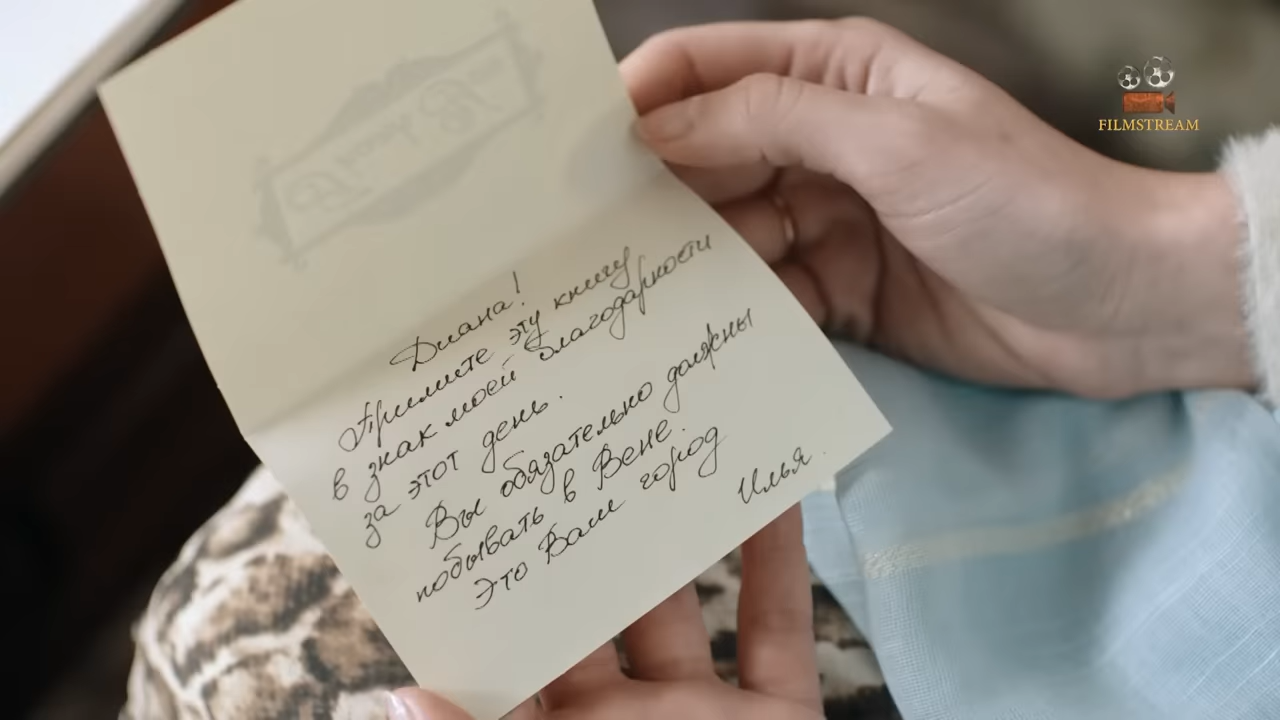 Диана!
Примите эту книгу
в знак моей благодарности
за этот день.
Вы обязательно должны
побывать в Вене.
Это Ваш город
Илья.
FILMSTREAM